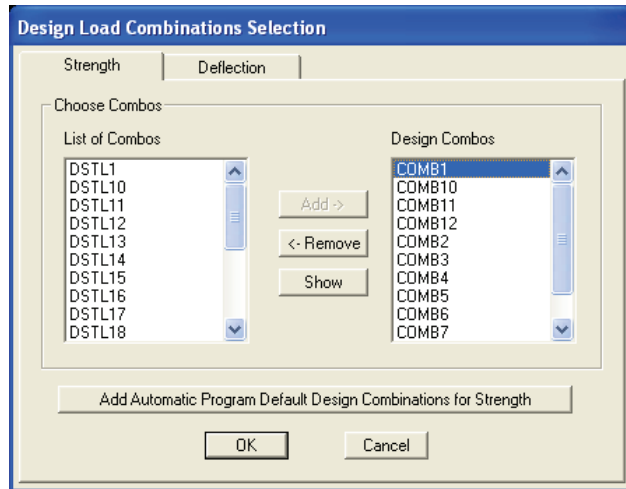 Design Load Combinations Selection
Strength
Deflection
Choose Combos
List of Combos
DSTL1
DSTL10
DSTL11
DSTL12
DSTL13
DSTL14
DSTL15
DSTL16
DSTL17
DSTL18
Add ->
<- Remove
Show
Design Combos
COMB1
COMB10
COMB11
COMB12
COMB2
COMB3
COMB4
COMB5
COMB6
COMB7
Add Automatic Program Default Design Combinations for Strength
OK
Cancel